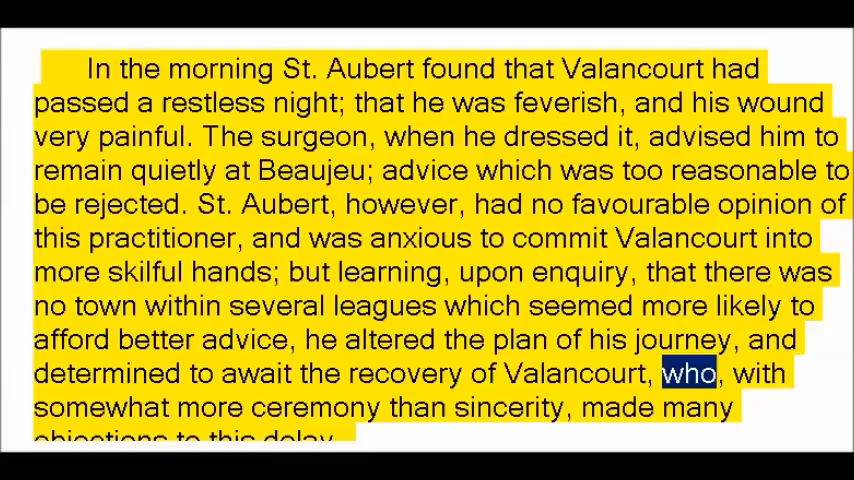 In the morning St. Aubert found that Valancourt had
passed a restless night; that he was feverish, and his wound
very painful. The surgeon, when he dressed it, advised him to
remain quietly at Beaujeu; advice which was too reasonable to
be rejected. St. Aubert, however, had no favourable opinion of
this practitioner, and was anxious to commit Valancourt into
more skilful hands; but learning, upon enquiry, that there was
no town within several leagues which seemed more likely to
afford better advice, he altered the plan of his journey, and
determined to await the recovery of Valancourt, who, with
somewhat more ceremony than sincerity, made many
objections to this delay.